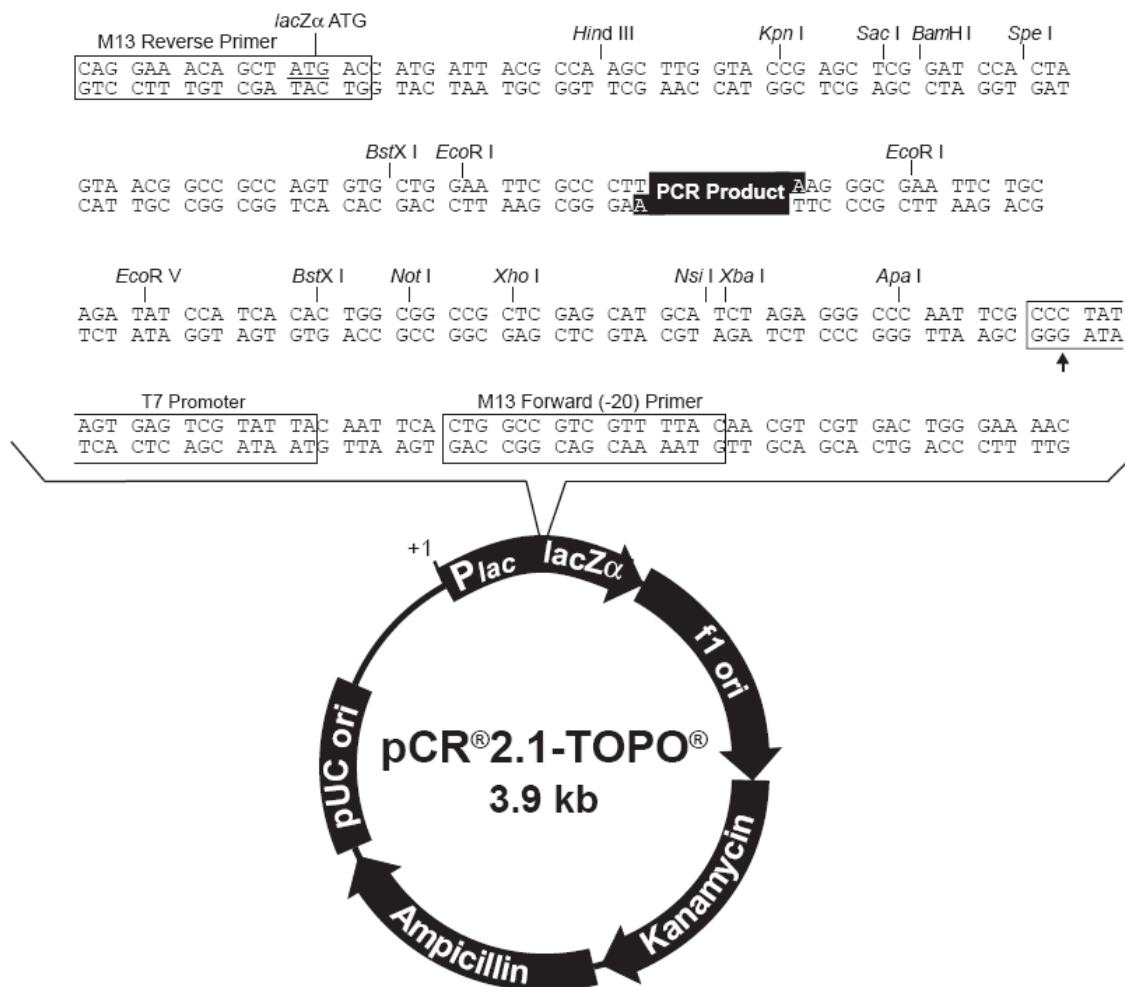 lacZα ATG
M13 Reverse Primer
Hind III Kpn I Sac I BamH I Spe I
CAG GAA ACA GCT ATG ACC ATG ATT ACG CCA AGC TTG GTA CCG AGC TCG GAT CCA CTA
GTC CTT TGT CGA TAC TGG TAC TAA TGC GGT TCG AAC CAT GGC TCG AGC CTA GGT GAT
BstX I EcoR I EcoR I
GTA ACG GCC GCC AGT GTG CTG GAA TTC GCC CTT PCR Product AAG GGC GAA TTC TGC
CAT TGC CGG CGG TCA CAC GAC CTT AAG CGG GAA TTC CCG CTT AAG ACG
EcoR V BstX I Not I Xho I Nsi I Xba I Apa I
AGA TAT CCA TCA CAC TGG CGG CCG CTC GAG CAT GCA TCT AGA GGG CCC AAT TCG CCC TAT
TCT ATA GGT AGT GTG ACC GCC GGC GAG CTC GTA CGT AGA TCT CCC GGG TTA AGC GGG ATA
T7 Promoter M13 Forward (-20) Primer
AGT GAG TCG TAT TAC AAT TCA CTG GCC GTC GTT TTA CAA CGT CGT GAC TGG GAA AAC
TCA CTC AGC ATA ATG TTA AGT GAC CGG CAG CAA AAT GTT GCA GCA CTG ACC CTT TTG
+1
Plac lacZα
f1 ori
pUC ori
pCR®2.1-TOPO®
3.9 kb
Kanamycin
Ampicillin